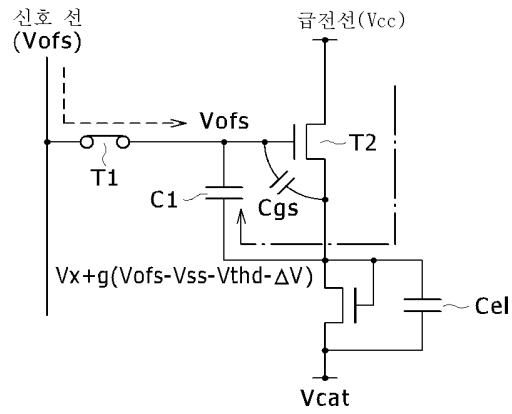 신호 선
(Vofs)
급전선(Vcc)
Vofs
T1
T2
C1
Cgs
Vx+g(Vofs-Vss-Vthd-ΔV)
Cel
Vcat